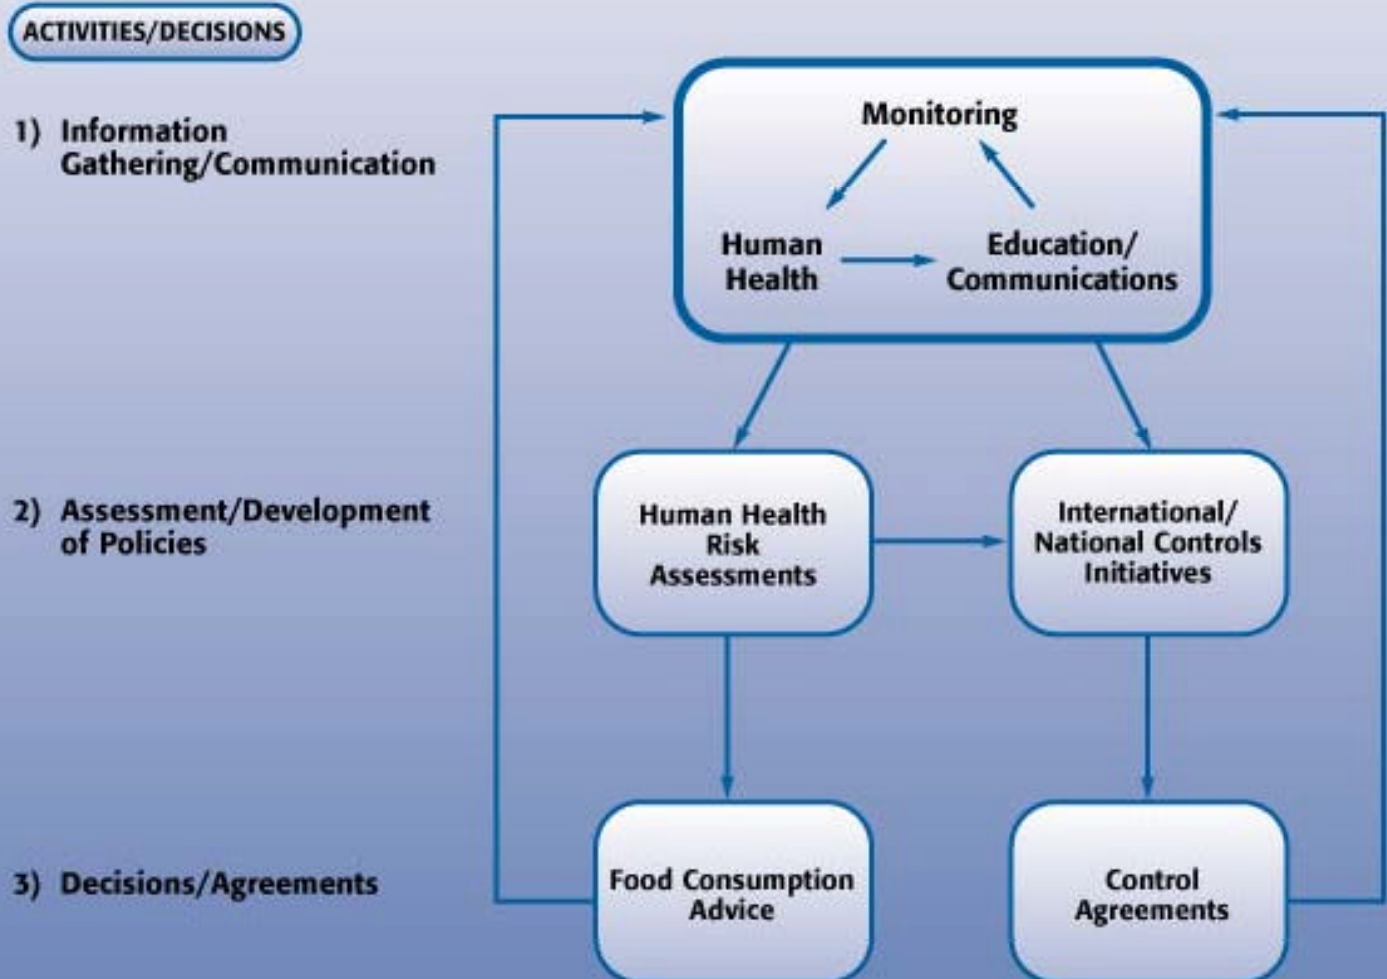 ACTIVITIES/DECISIONS
1) Information
Gathering/Communication
Monitoring
Human
Health
Education/
Communications
2) Assessment/Development
of Policies
Human Health
Risk
Assessments
International/
National Controls
Initiatives
3) Decisions/Agreements
Food Consumption
Advice
Control
Agreements